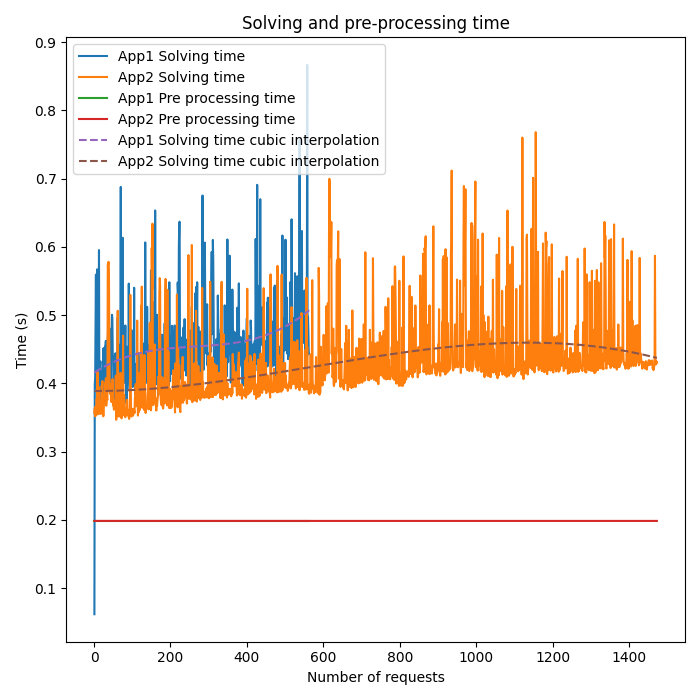 Solving and pre-processing time
App1 Solving time
App2 Solving time
App1 Pre processing time
App2 Pre processing time
App1 Solving time cubic interpolation
App2 Solving time cubic interpolation
Time (s)
0.9
0.8
0.7
0.6
0.5
0.4
0.3
0.2
0.1
0 200 400 600 800 1000 1200 1400
Number of requests